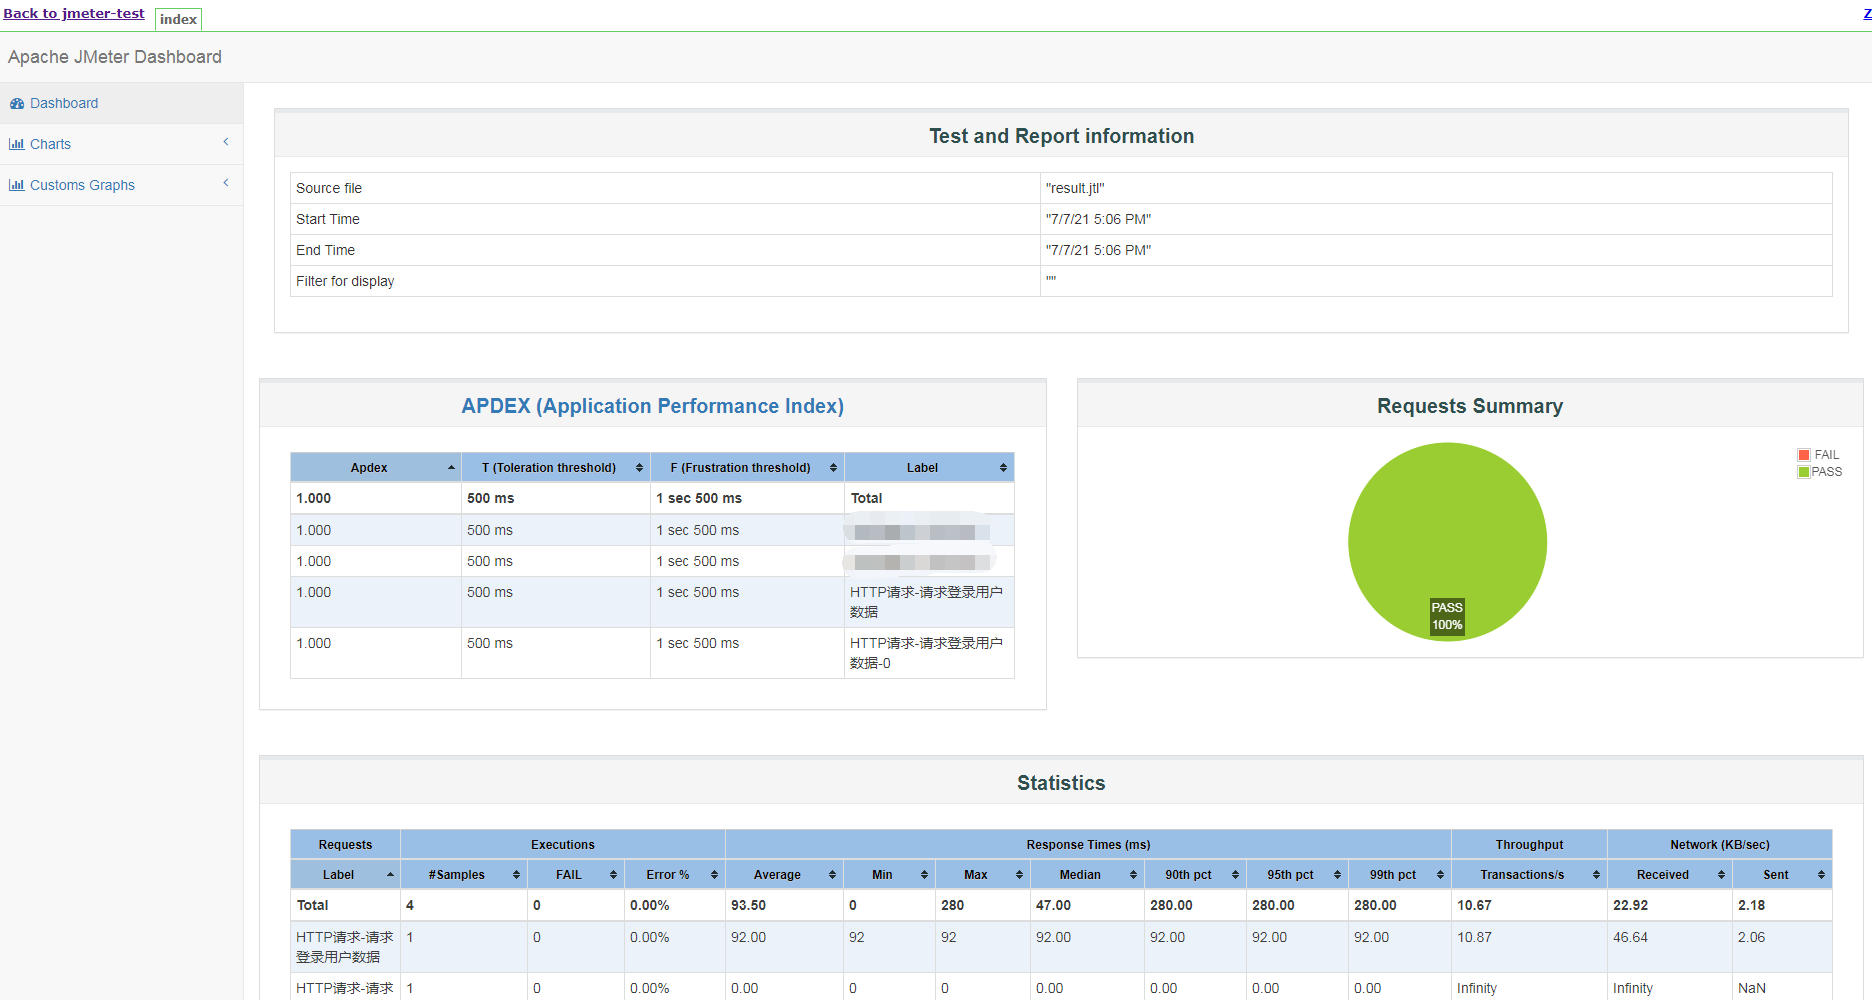 Back to jmeter-test index Z
Apache JMeter Dashboard
Dashboard
Charts
Customs Graphs
Test and Report information
Source file "result.jtl"
Start Time "7/7/21 5:06 PM"
End Time "7/7/21 5:06 PM"
Filter for display ""
APDEX (Application Performance Index)
Apdex T (Toleration threshold) F (Frustration threshold) Label
1.000 500 ms 1 sec 500 ms Total
1.000 500 ms 1 sec 500 ms
1.000 500 ms 1 sec 500 ms
1.000 500 ms 1 sec 500 ms HTTP请求-请求登录用户
数据
1.000 500 ms 1 sec 500 ms HTTP请求-请求登录用户
数据-0
Requests Summary
FAIL
PASS
PASS
100%
Statistics
Requests Executions Response Times (ms) Throughput Network (KB/sec)
Label #Samples FAIL Error % Average Min Max Median 90th pct 95th pct 99th pct Transactions/s Received Sent
Total 4 0 0.00% 93.50 0 280 47.00 280.00 280.00 280.00 10.67 22.92 2.18
HTTP请求-请求 1 0 0.00% 92.00 92 92 92.00 92.00 92.00 92.00 10.87 46.64 2.06
登录用户数据
HTTP请求-请求 1 0 0.00% 0.00 0 0 0.00 0.00 0.00 0.00 Infinity Infinity NaN